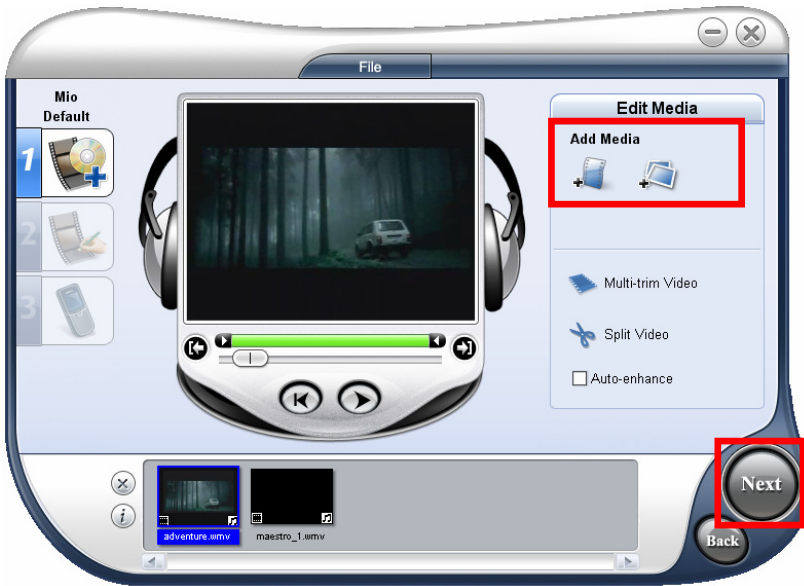 File
Mio
Default
1
2
3
Edit Media
Add Media
Multi-trim Video
Split Video
Auto-enhance
adventure.wmv
maestro_1.wmv
Next
Back